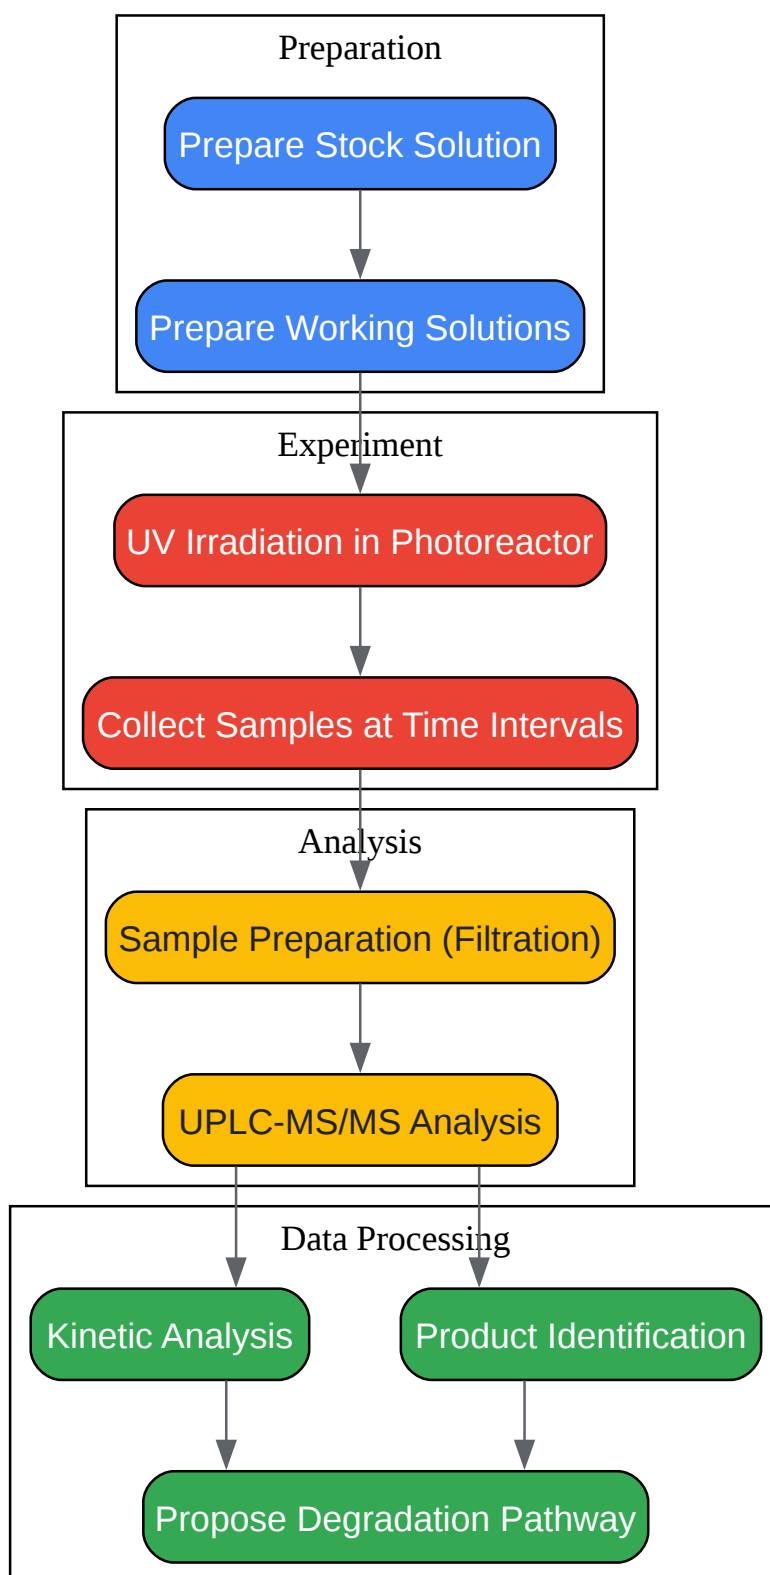 Preparation
Prepare Stock Solution
Prepare Working Solutions
Experiment
UV Irradiation in Photoreactor
Collect Samples at Time Intervals
Analysis
Sample Preparation (Filtration)
UPLC-MS/MS Analysis
Data Processing
Kinetic Analysis
Product Identification
Propose Degradation Pathway